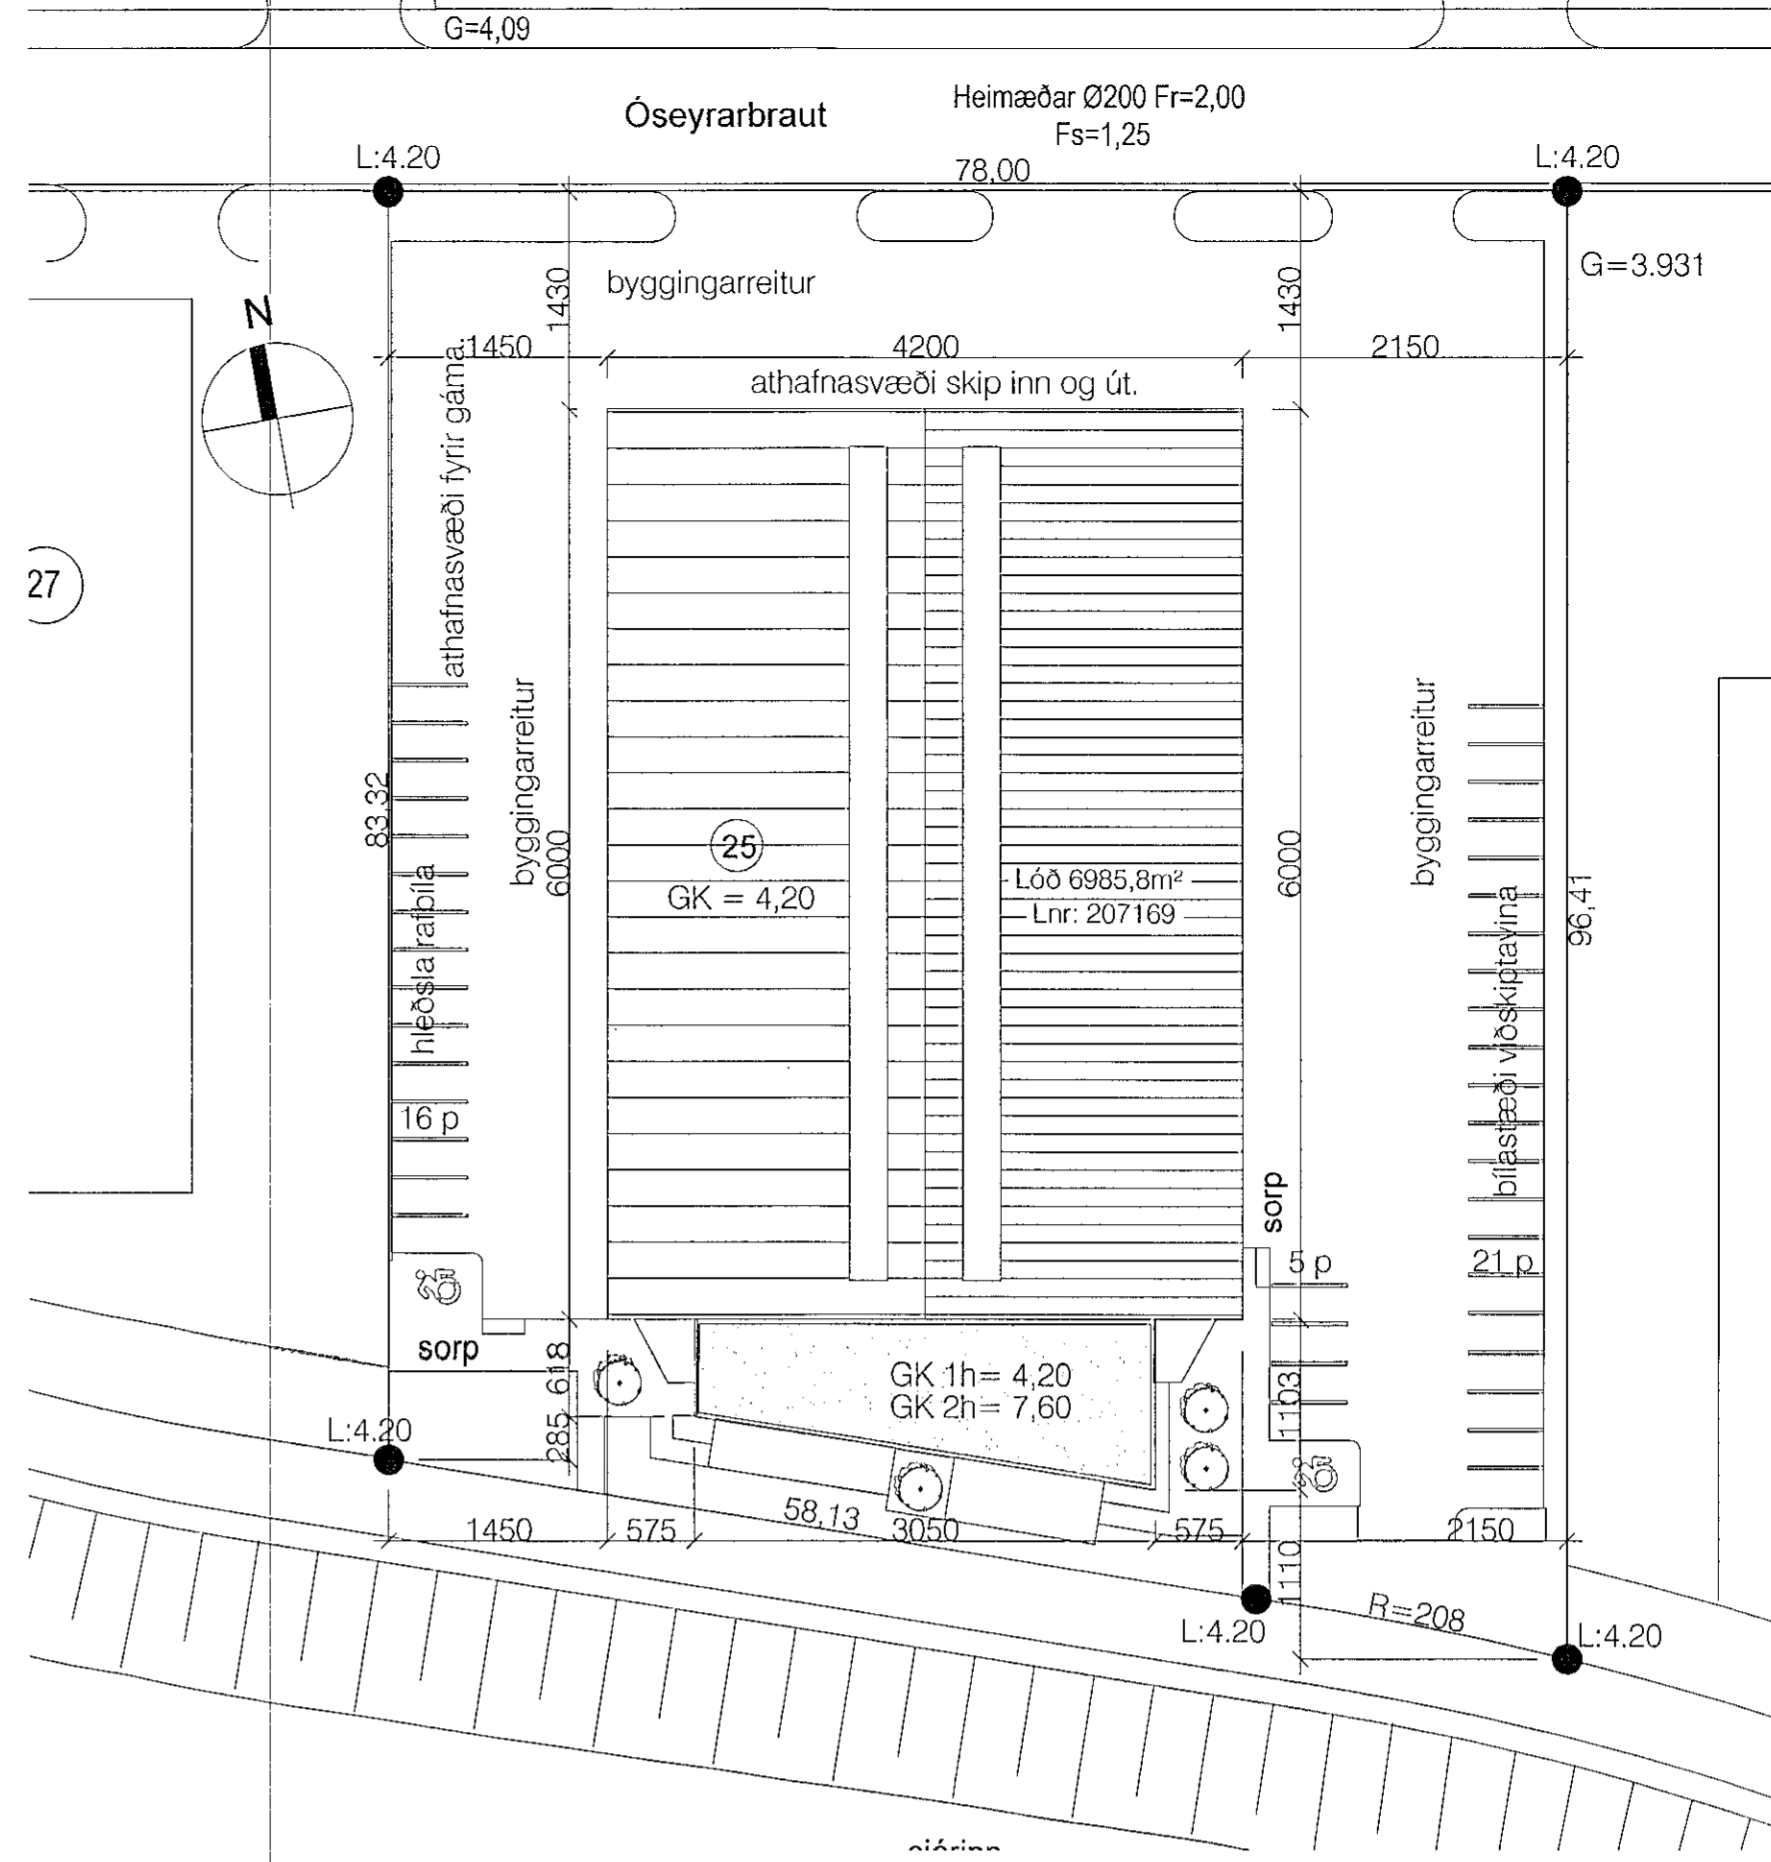 G=4,09
Óseyrarbraut
Heimæðar Ø200 Fr=2,00
Fs=1,25
L:4.20
78,00
L:4.20
G=3.931
byggingarreitur
1430
1430
N
1450
4200
2150
athafnasvæði skip inn og út.
athafnasvæði fyrir gáma.
27
byggingarreitur
byggingarreitur
83,32
6000
25
GK = 4,20
Lóð 6985,8m²
Lnr: 207169
6000
96,41
hleðsla rafbíla
bílastæði viðskiptavina
16 p
sorp
5 p
21 p
sorp
618
GK 1h= 4,20
GK 2h= 7,60
1103
L:4.20
285
58,13
1450
575
3050
575
2150
1110
R=208
L:4.20
L:4.20